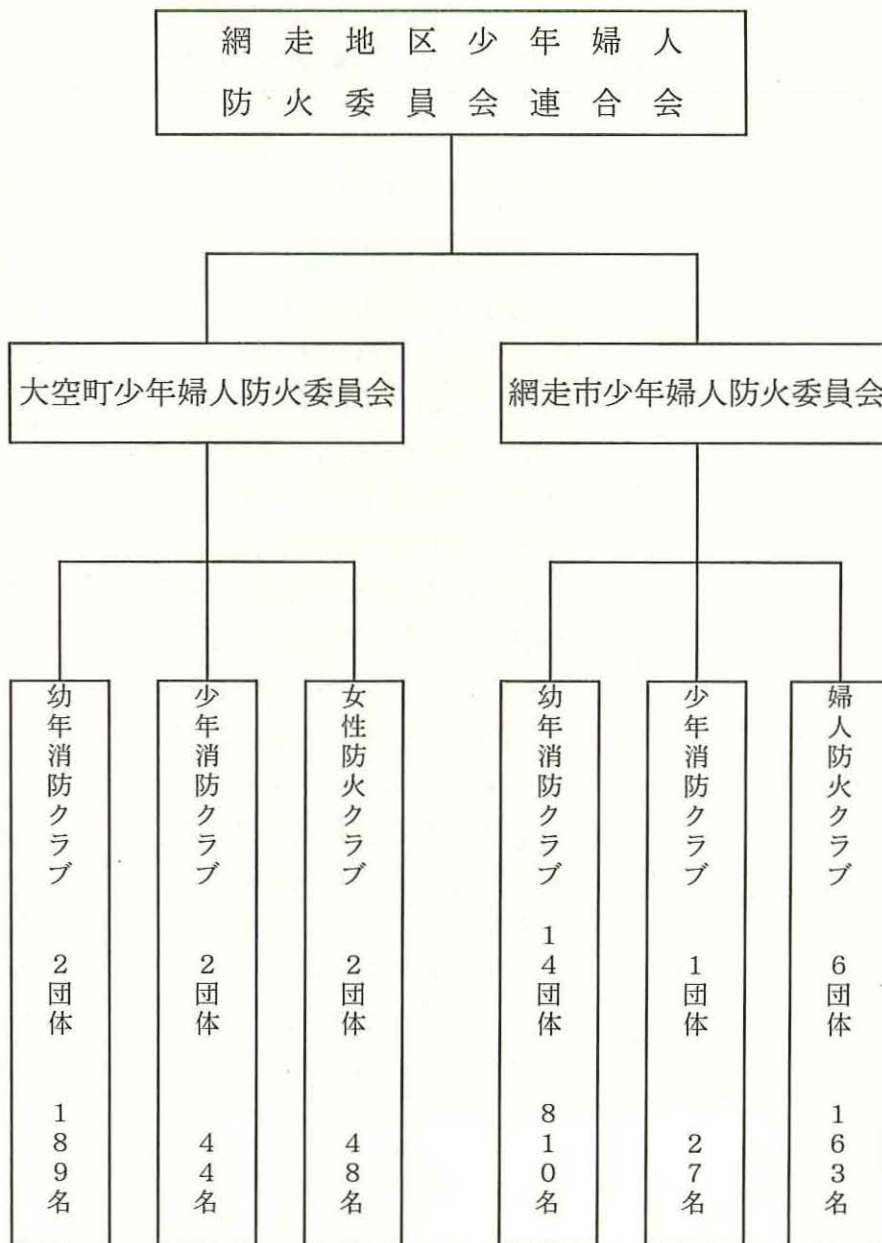 網走地区少年婦人
防火委員会連合会
大空町少年婦人防火委員会
網走市少年婦人防火委員会
幼年消防クラブ 2団体 189名
少年消防クラブ 2団体 44名
女性防火クラブ 2団体 48名
幼年消防クラブ 14団体 810名
少年消防クラブ 1団体 27名
婦人防火クラブ 6団体 163名